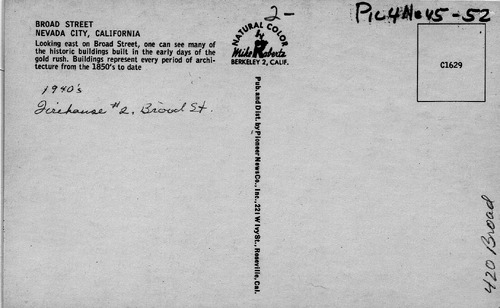 BROAD STREET
NEVADA CITY, CALIFORNIA
Looking east on Broad Street, one can see many of
the historic buildings built in the early days of the
gold rush. Buildings represent every period of archi-
tecture from the 1850's to date
1940's
Firehouse #2, Broad St.
2-
NATURAL COLOR
by
Mike Roberts
BERKELEY 2, CALIF.
Pub. and Dist. by Pioneer News Co., Inc., 221 W Ivy St., Roseville, Cal.
Pic4Nev5-52
C1629
420 Broad